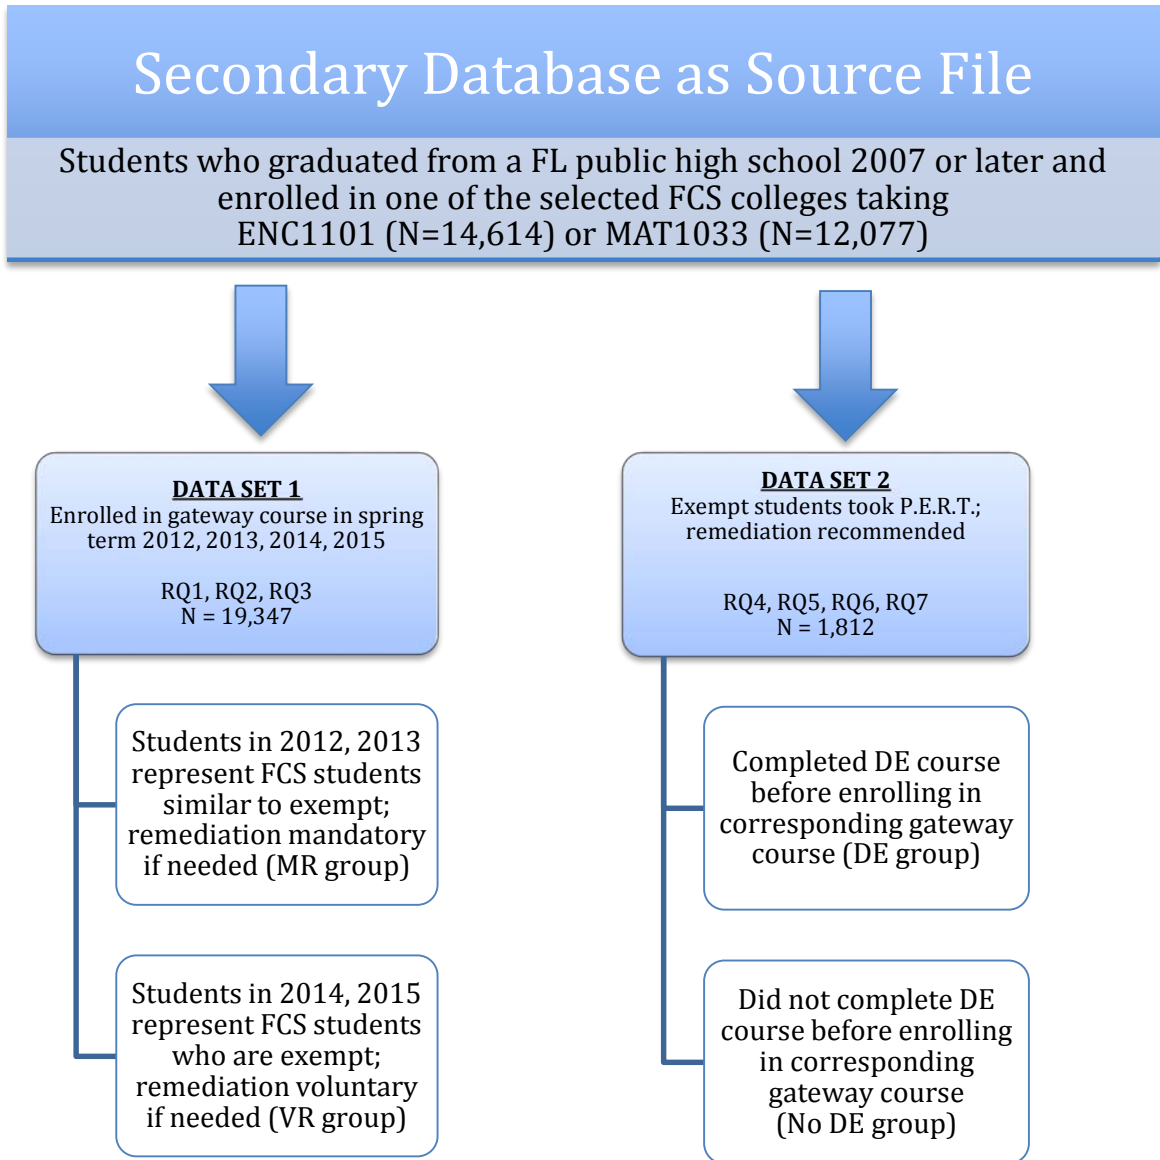 Secondary Database as Source File
Students who graduated from a FL public high school 2007 or later and
enrolled in one of the selected FCS colleges taking
ENC1101 (N=14,614) or MAT1033 (N=12,077)
DATA SET 1
Enrolled in gateway course in spring
term 2012, 2013, 2014, 2015
RQ1, RQ2, RQ3
N = 19,347
Students in 2012, 2013
represent FCS students
similar to exempt;
remediation mandatory
if needed (MR group)
Students in 2014, 2015
represent FCS students
who are exempt;
remediation voluntary
if needed (VR group)
DATA SET 2
Exempt students took P.E.R.T.;
remediation recommended
RQ4, RQ5, RQ6, RQ7
N = 1,812
Completed DE course
before enrolling in
corresponding gateway
course (DE group)
Did not complete DE
course before enrolling
in corresponding
gateway course
(No DE group)